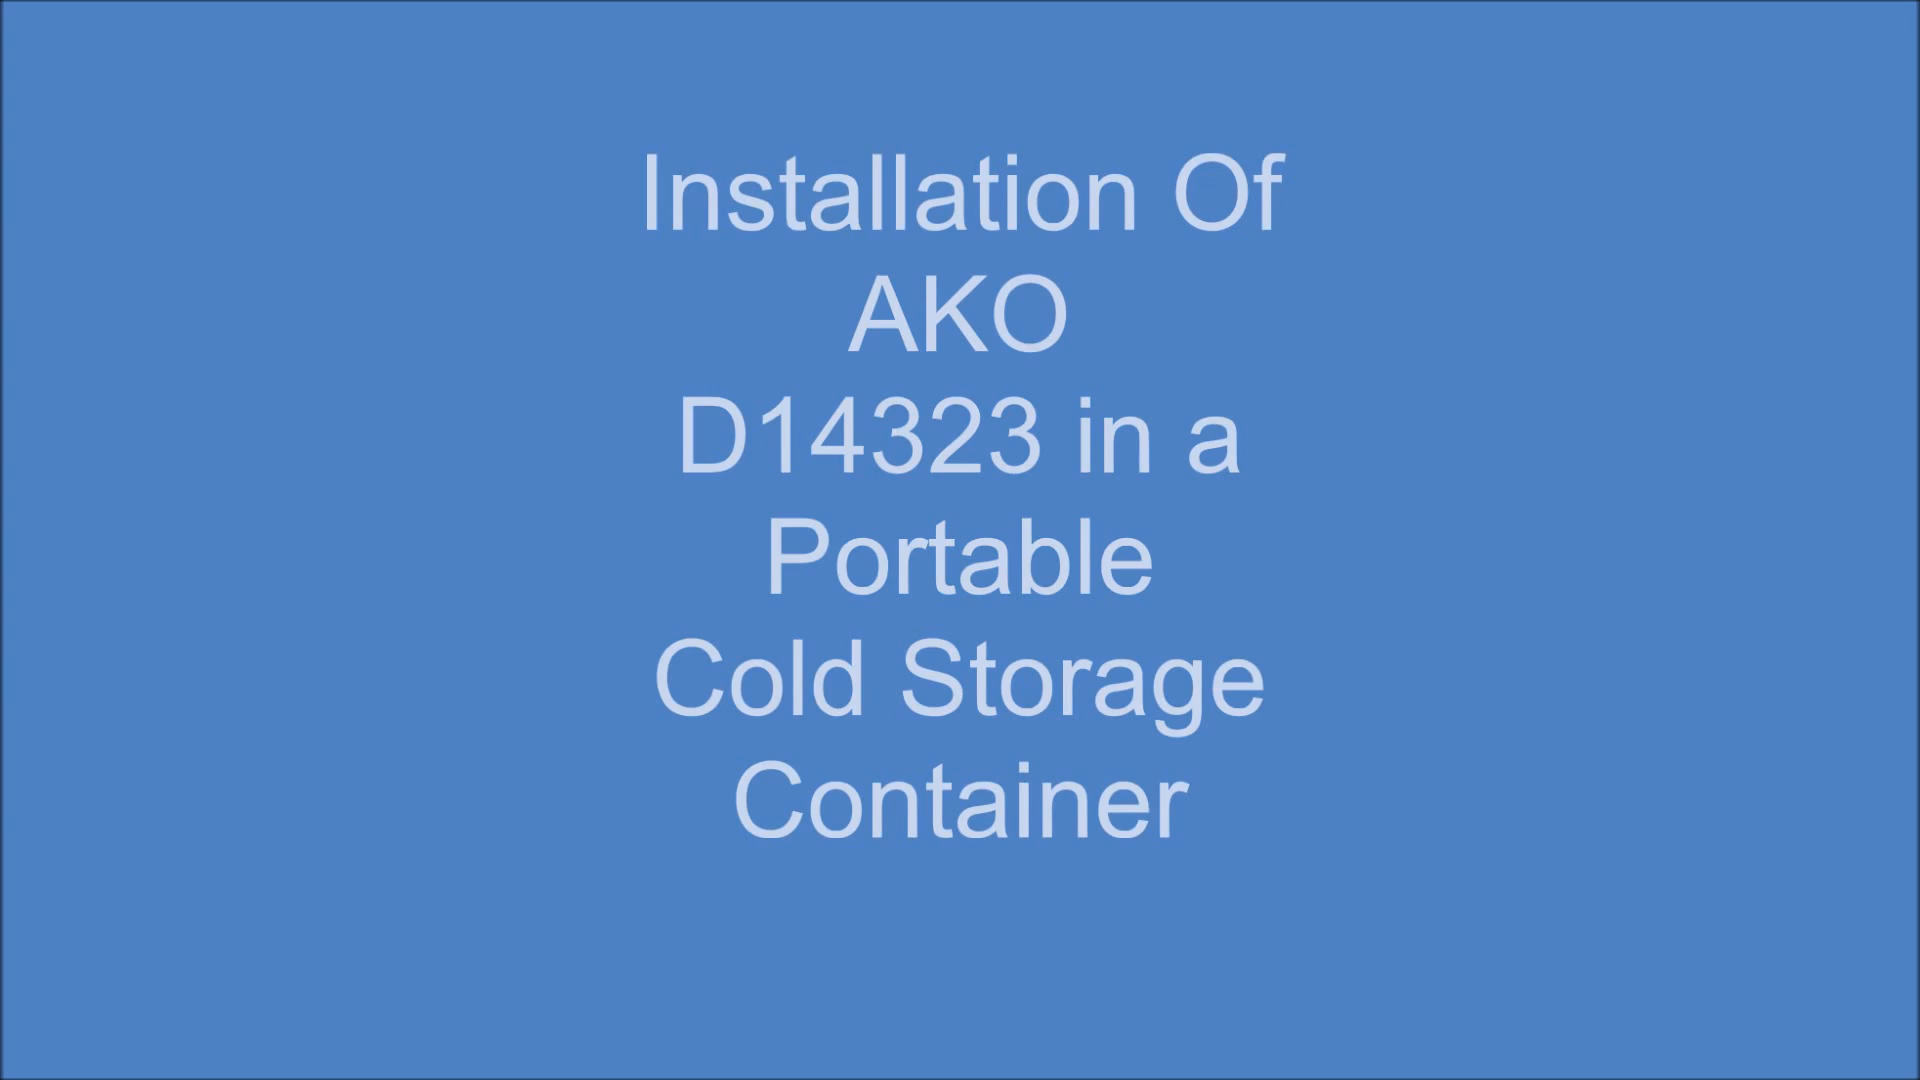 Installation Of
AKO
D14323 in a
Portable
Cold Storage
Container